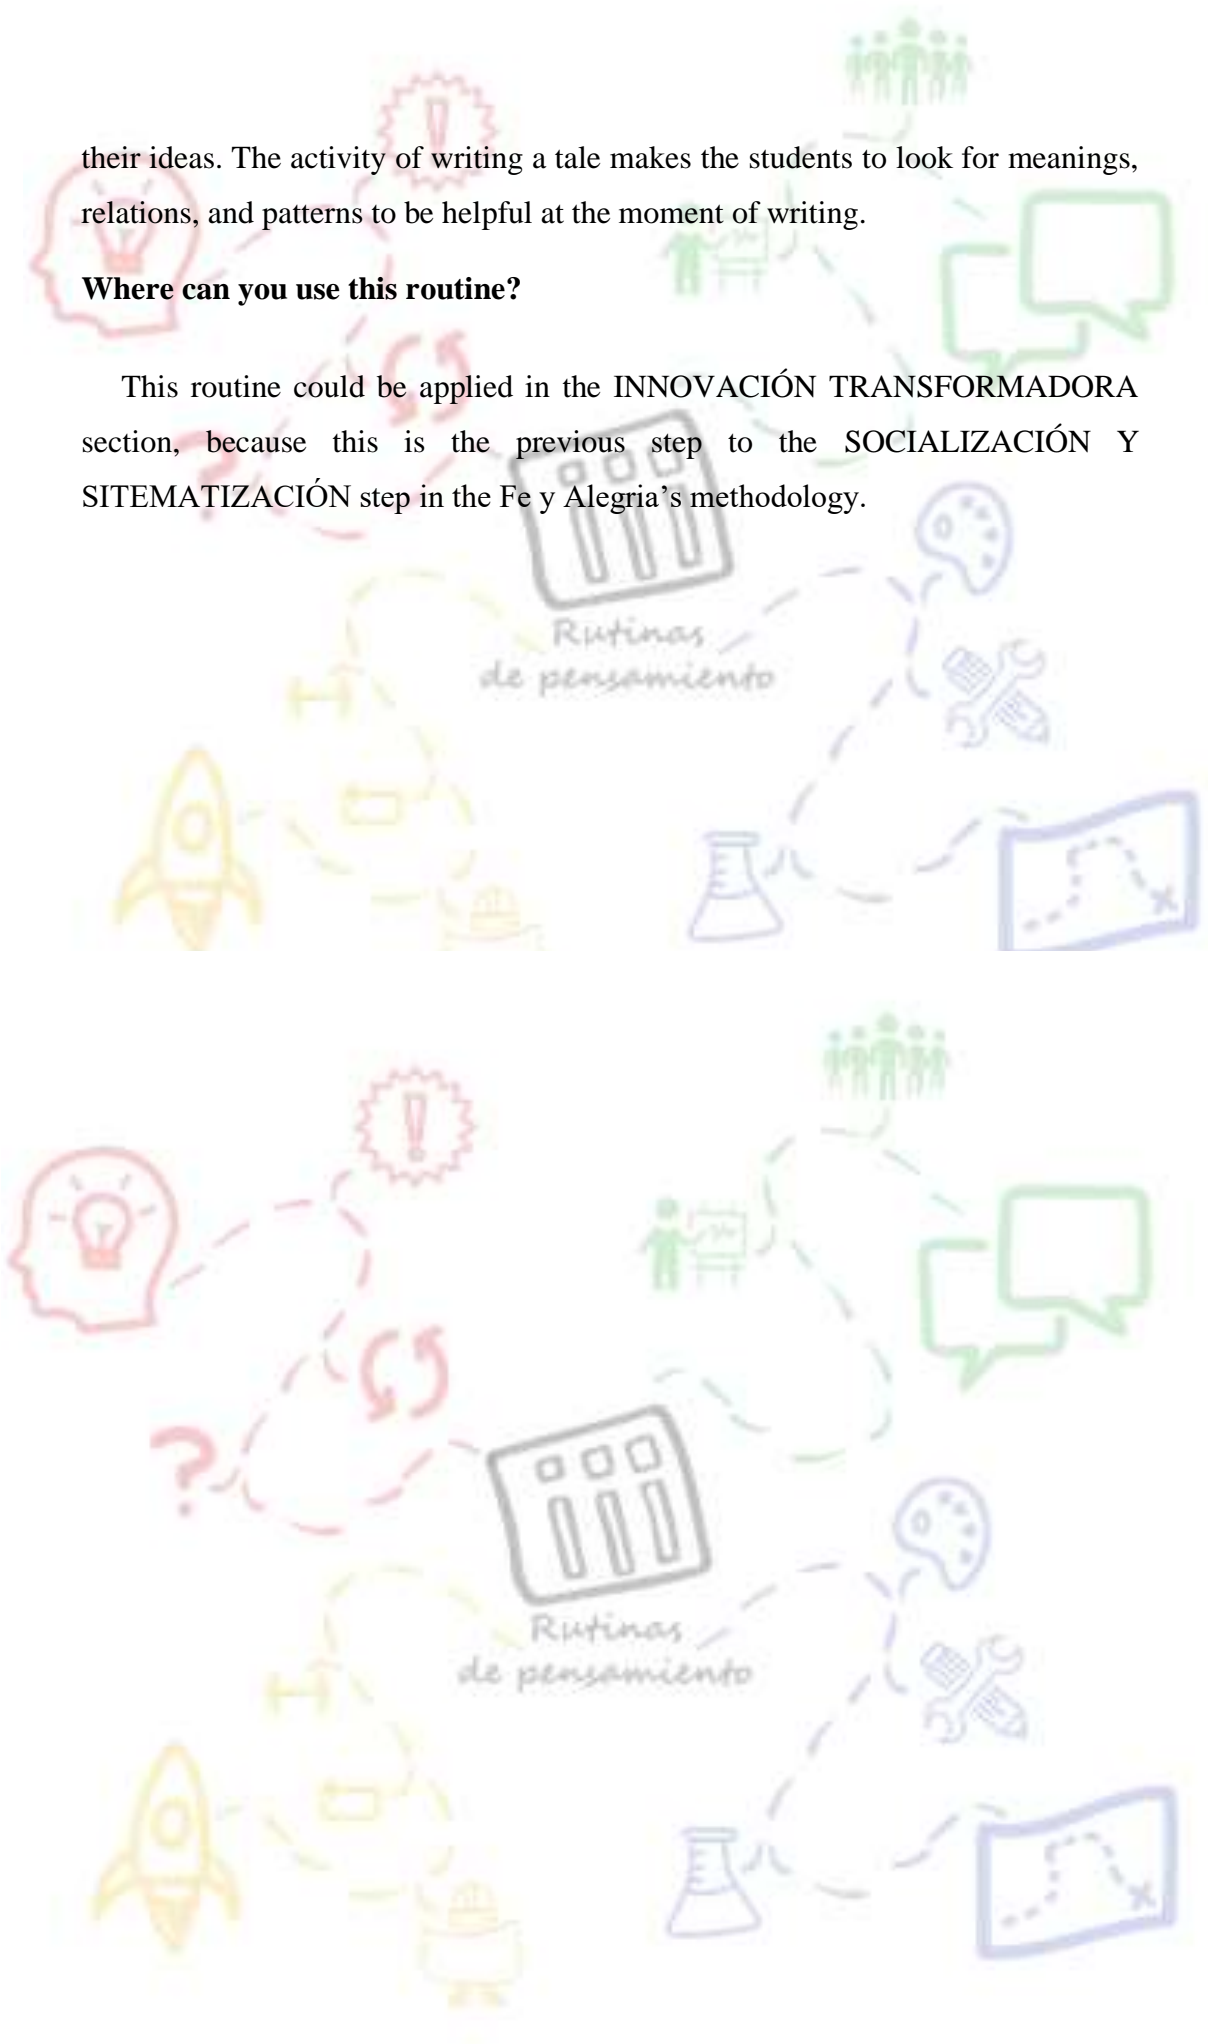 their ideas. The activity of writing a tale makes the students to look for meanings,
relations, and patterns to be helpful at the moment of writing.
Where can you use this routine?
This routine could be applied in the INNOVACIÓN TRANSFORMADORA
section, because this is the previous step to the SOCIALIZACIÓN Y
SITEMATIZACIÓN step in the Fe y Alegria’s methodology.
Rutinas
de pensamiento
Rutinas
de pensamiento